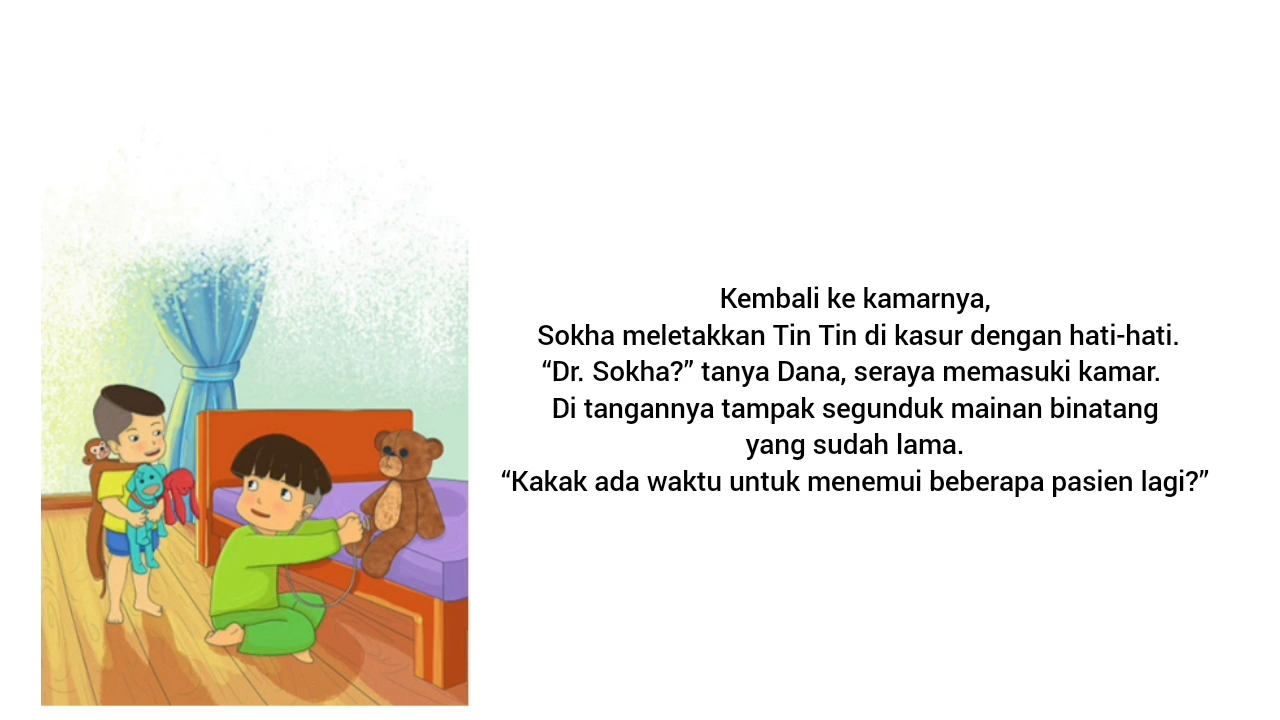 Kembali ke kamarnya,
Sokha meletakkan Tin Tin di kasur dengan hati-hati.
“Dr. Sokha?” tanya Dana, seraya memasuki kamar.
Di tangannya tampak segunduk mainan binatang
yang sudah lama.
“Kakak ada waktu untuk menemui beberapa pasien lagi?”